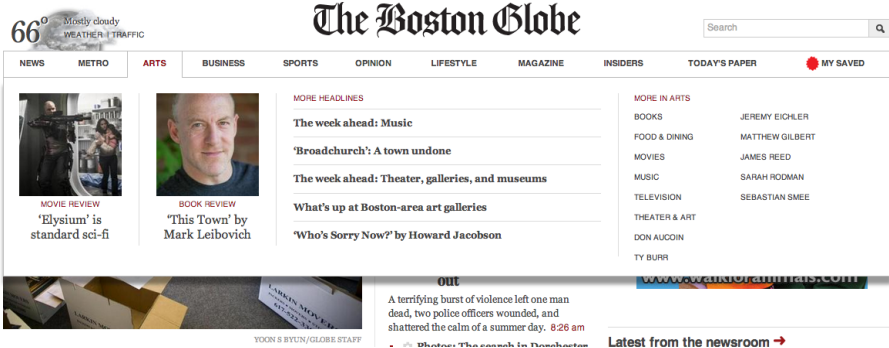 66°
Mostly cloudy
WEATHER | TRAFFIC
The Boston Globe
Search
NEWS METRO ARTS BUSINESS SPORTS OPINION LIFESTYLE MAGAZINE INSIDERS TODAY'S PAPER MY SAVED
MOVIE REVIEW
‘Elysium’ is
standard sci-fi
BOOK REVIEW
‘This Town’ by
Mark Leibovich
MORE HEADLINES
The week ahead: Music
‘Broadchurch’: A town undone
The week ahead: Theater, galleries, and museums
What’s up at Boston-area art galleries
‘Who’s Sorry Now?’ by Howard Jacobson
MORE IN ARTS
BOOKS
FOOD & DINING
MOVIES
MUSIC
TELEVISION
THEATER & ART
DON AUCOIN
TY BURR
JEREMY EICHLER
MATTHEW GILBERT
JAMES REED
SARAH RODMAN
SEBASTIAN SMEE
LARKIN MOVER
617-522-1
LARKIN MOV
YOON S BYUN/GLOBE STAFF
out
A terrifying burst of violence left one man
dead, two police officers wounded, and
shattered the calm of a summer day. 8:26 am
Photos: The search in Dorchester
www.walkforanimals.com
Latest from the newsroom →